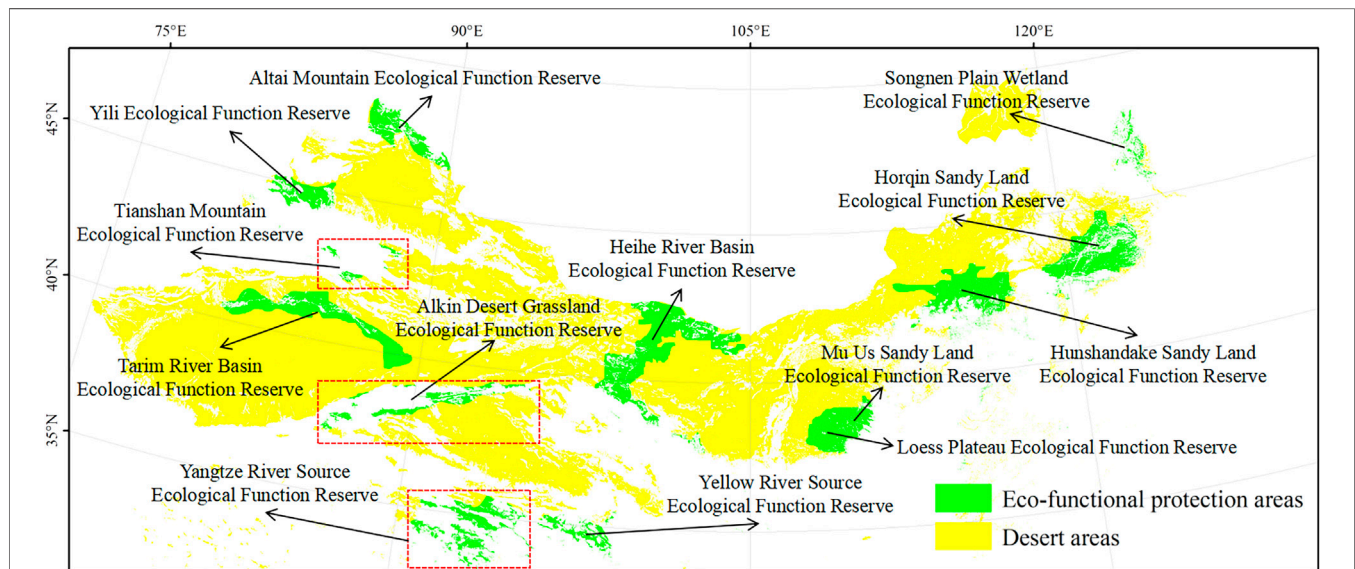 75°E
90°E
105°E
120°E
45°N
40°N
35°N
Altai Mountain Ecological Function Reserve
Yili Ecological Function Reserve
Songnen Plain Wetland
Ecological Function Reserve
Tianshan Mountain
Ecological Function Reserve
Horqin Sandy Land
Ecological Function Reserve
Heihe River Basin
Ecological Function Reserve
Alkin Desert Grassland
Ecological Function Reserve
Tarim River Basin
Ecological Function Reserve
Mu Us Sandy Land
Ecological Function Reserve
Hunshandake Sandy Land
Ecological Function Reserve
Loess Plateau Ecological Function Reserve
Yangtze River Source
Ecological Function Reserve
Yellow River Source
Ecological Function Reserve
Eco-functional protection areas
Desert areas